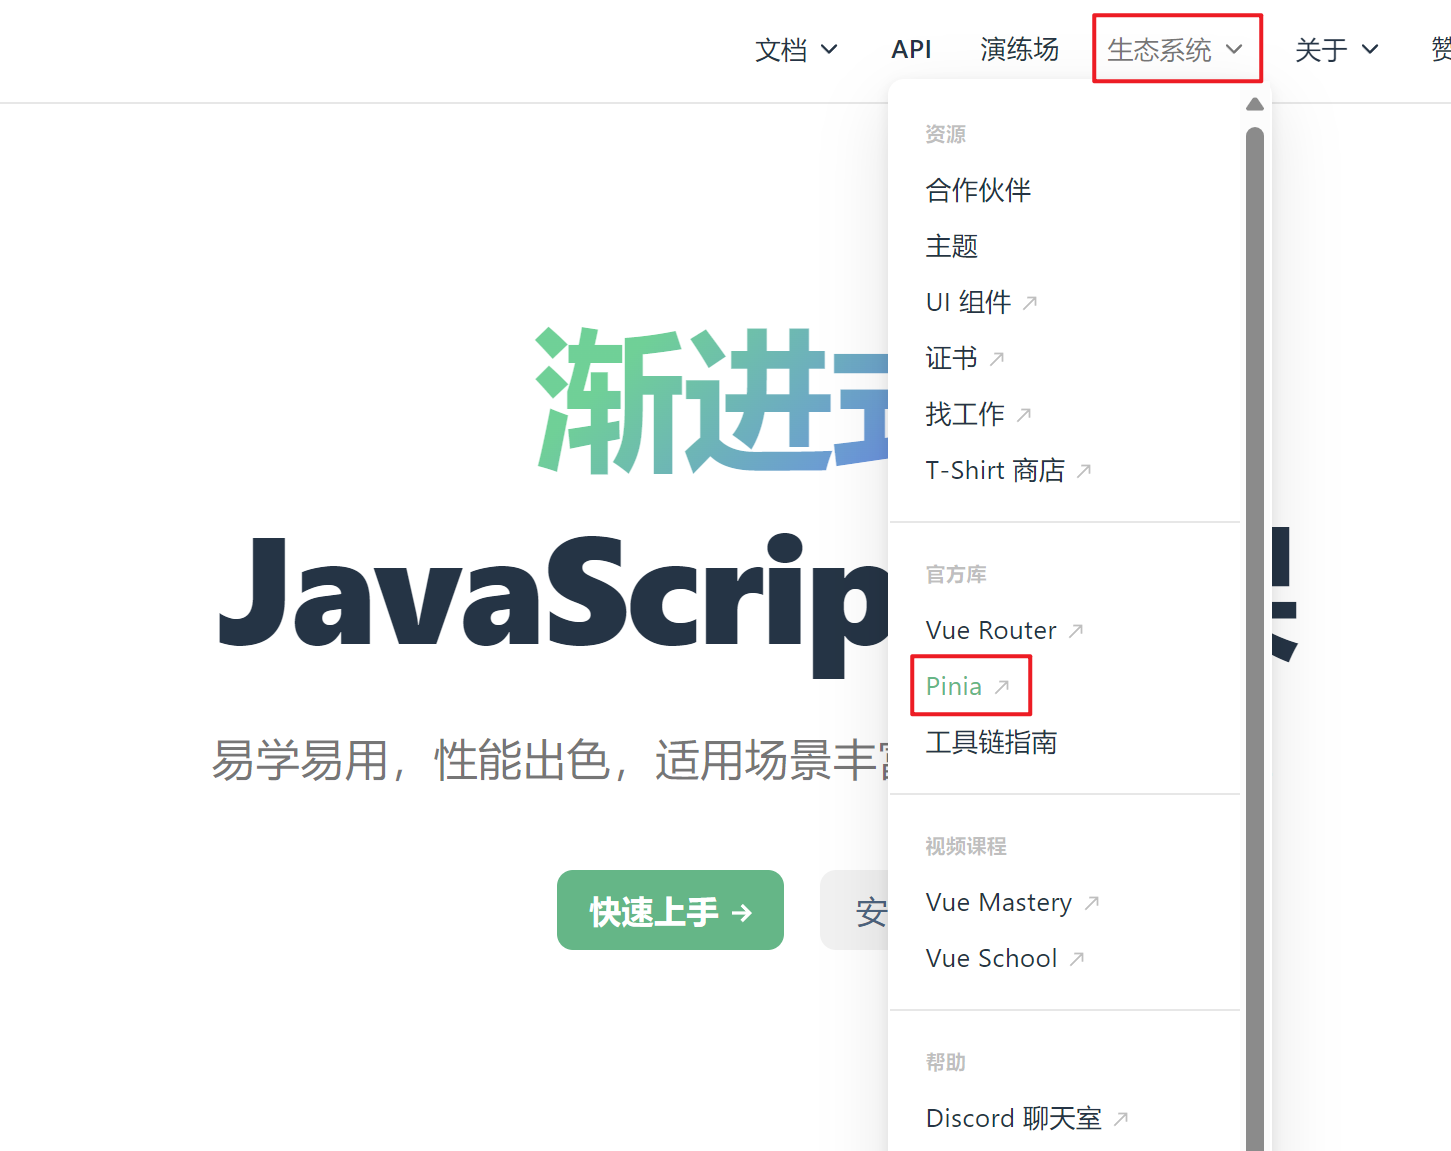 文档 API 演练场 生态系统 关于 赞
资源
合作伙伴
主题
UI 组件
证书
找工作
T-Shirt 商店
官方库
Vue Router
Pinia
工具链指南
视频课程
Vue Mastery
Vue School
帮助
Discord 聊天室
渐进式
JavaScrip
易学易用，性能出色，适用场景丰富
快速上手 →
安